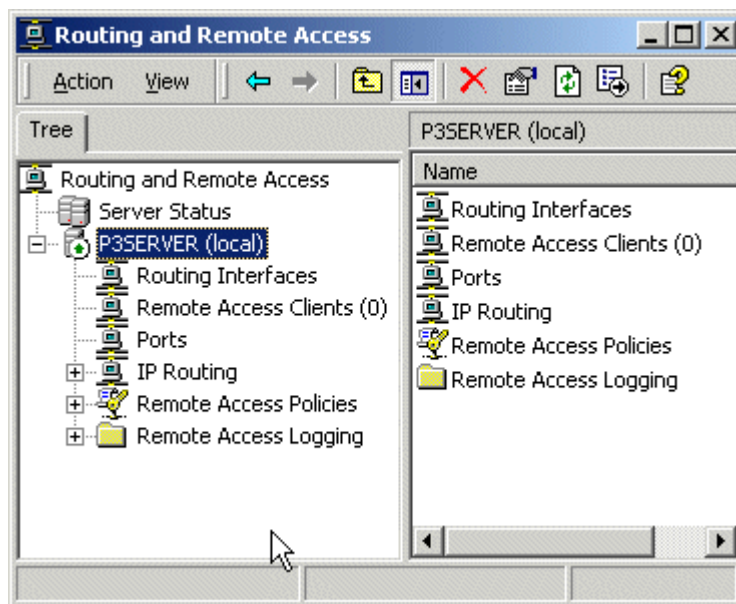 Routing and Remote Access
Action View
Tree
Routing and Remote Access
Server Status
P3SERVER (local)
Routing Interfaces
Remote Access Clients (0)
Ports
IP Routing
Remote Access Policies
Remote Access Logging
P3SERVER (local)
Name
Routing Interfaces
Remote Access Clients (0)
Ports
IP Routing
Remote Access Policies
Remote Access Logging